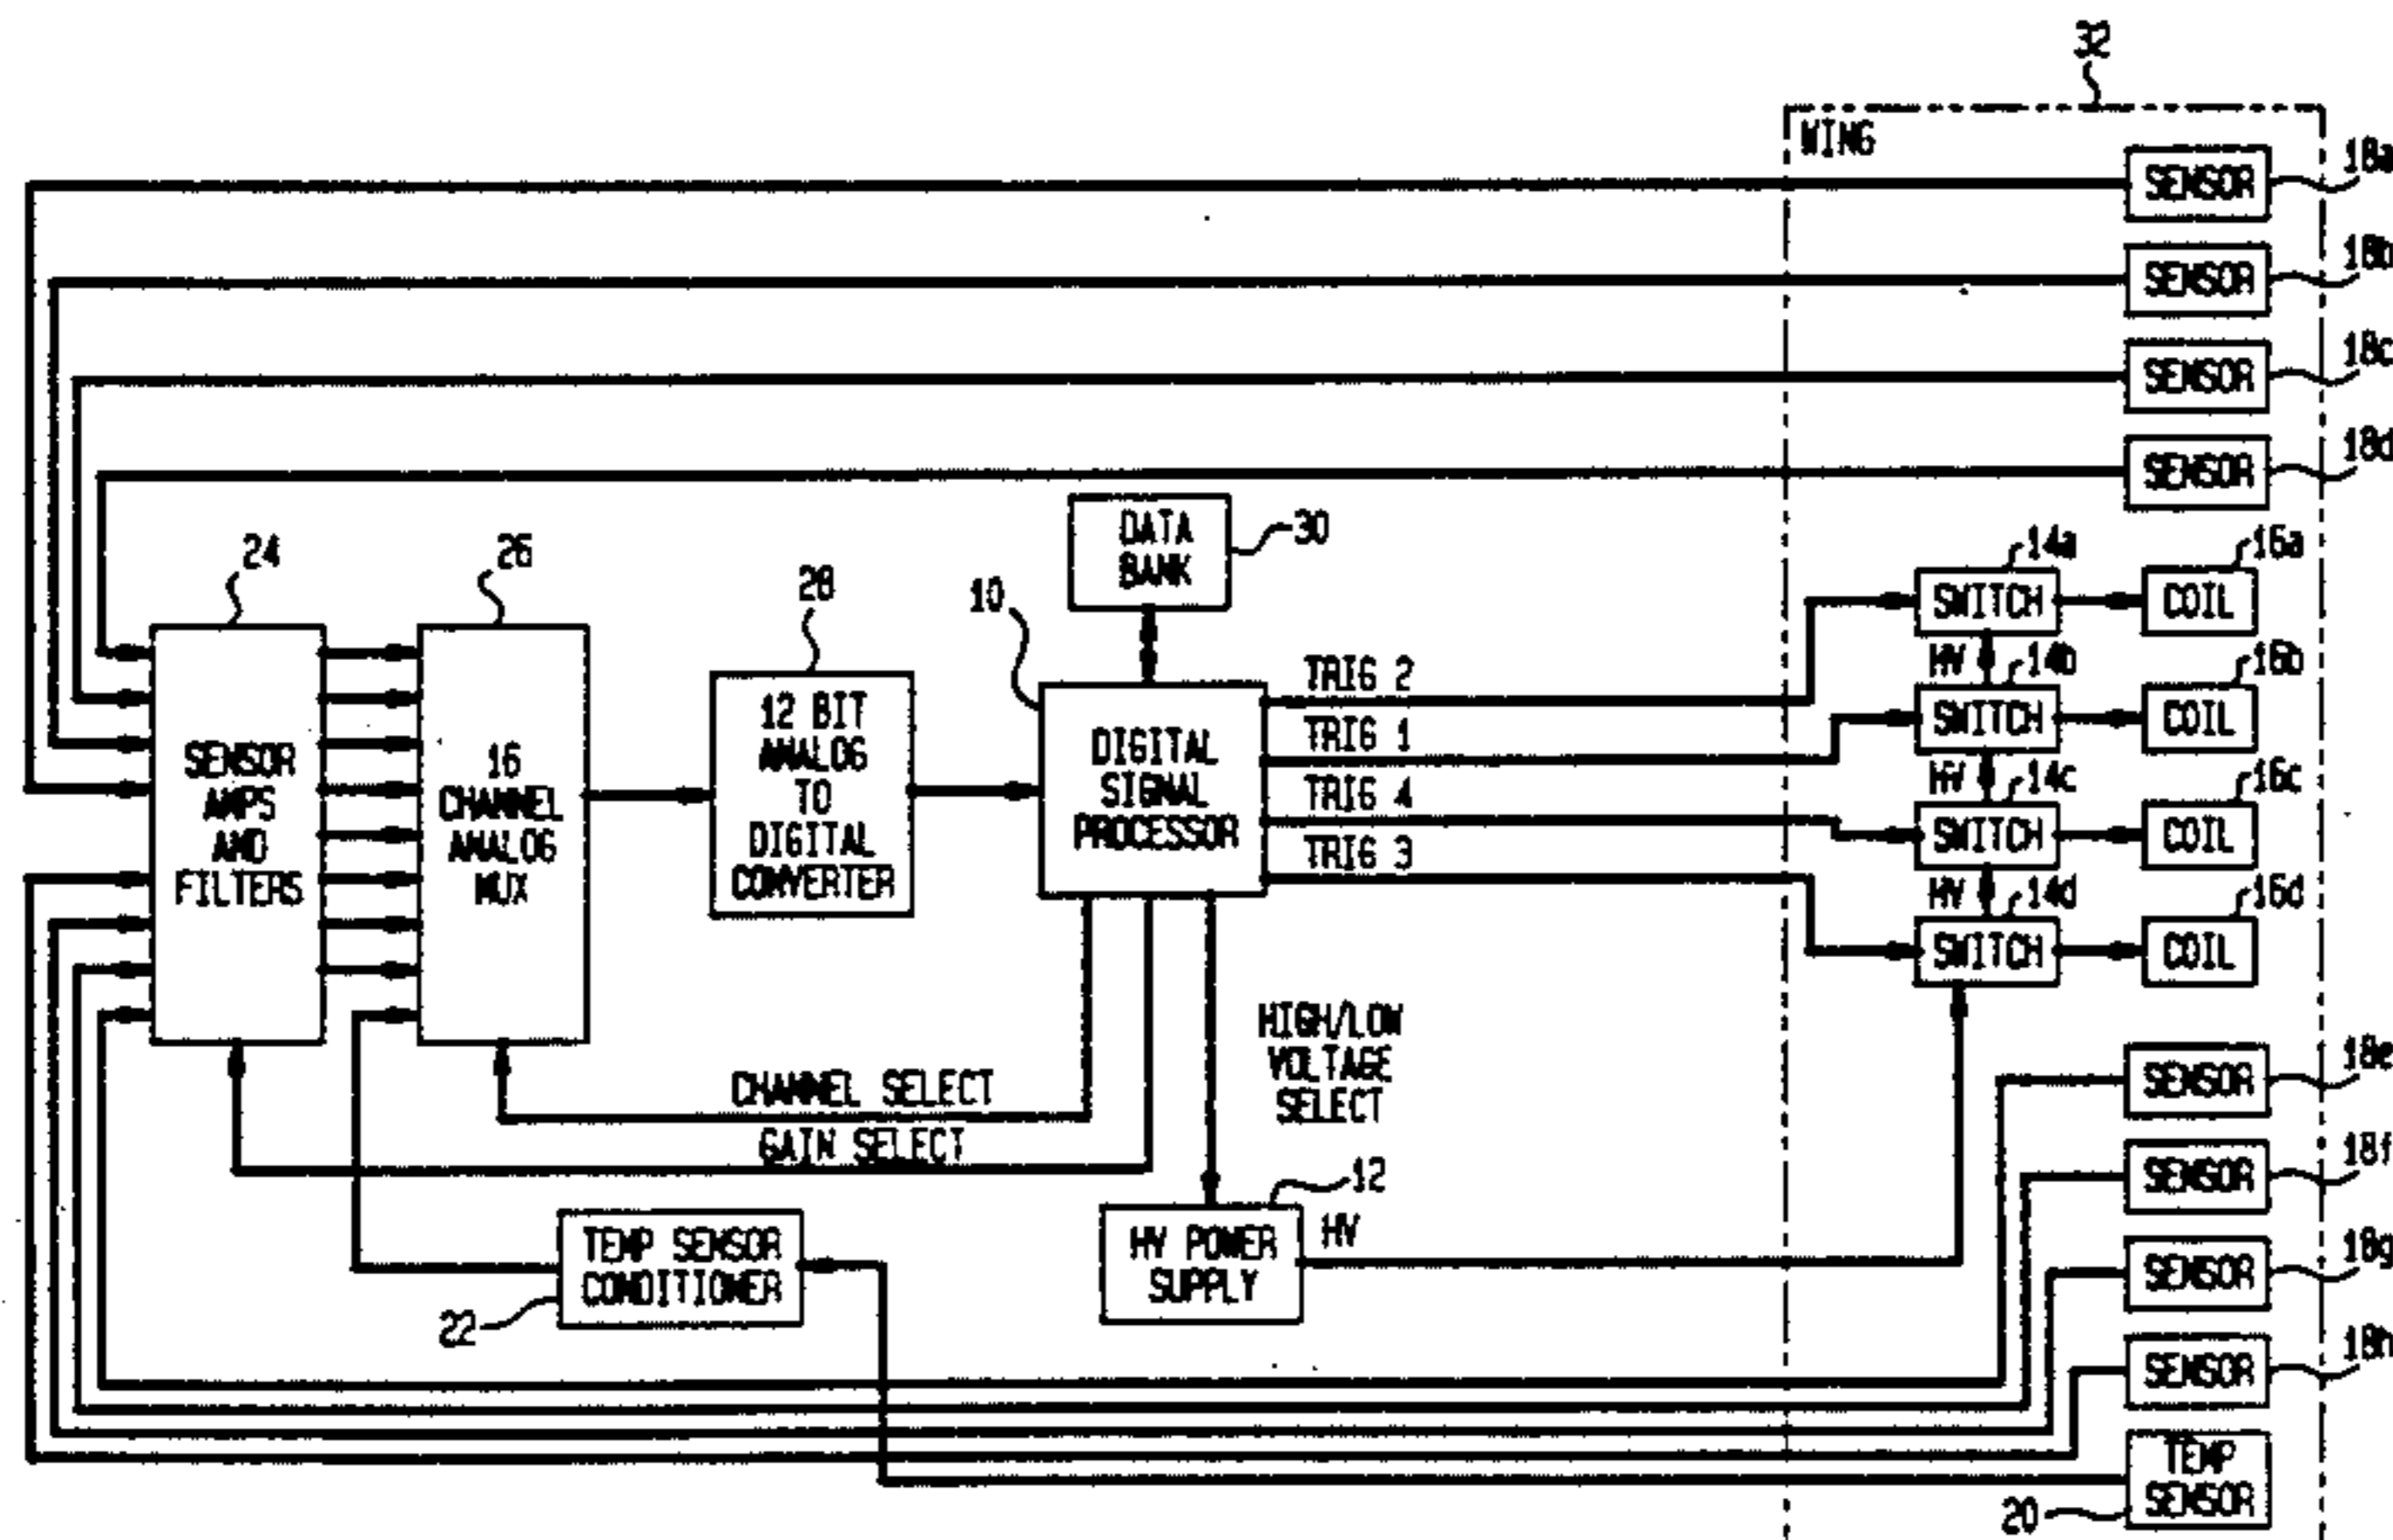 32
WING
SENSOR
18a
SENSOR
18b
SENSOR
18c
SENSOR
18d
24
26
28
10
DATA
BANK
30
14a
16a
SWITCH
COIL
HV
14b
16b
SWITCH
COIL
HV
14c
16c
SWITCH
COIL
HV
14d
16d
SWITCH
COIL
SENSOR
AMPS
AND
FILTERS
16
CHANNEL
ANALOG
MUX
12 BIT
ANALOG
TO
DIGITAL
CONVERTER
DIGITAL
SIGNAL
PROCESSOR
TRIG 2
TRIG 1
TRIG 4
TRIG 3
CHANNEL SELECT
GAIN SELECT
HIGH/LOW
VOLTAGE
SELECT
12
HV POWER
SUPPLY
HV
TEMP SENSOR
CONDITIONER
22
SENSOR
18e
SENSOR
18f
SENSOR
18g
SENSOR
18h
TEMP
SENSOR
20